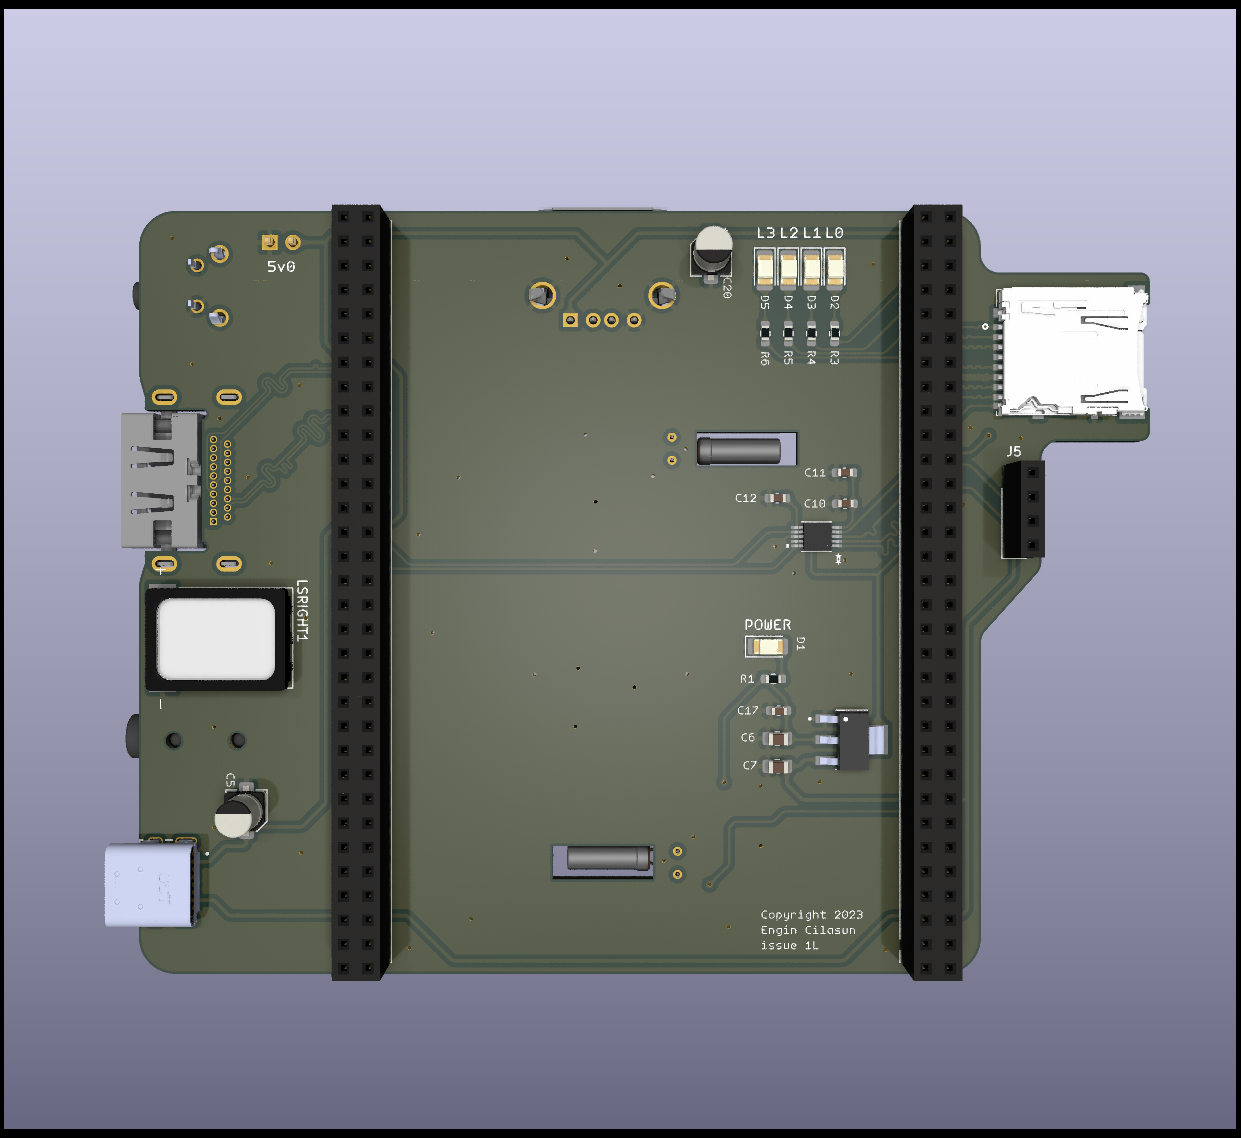 L3 L2 L1 L0
5v0
C20
D5 D4 D3 D2
R6 R5 R4 R3
J5
C11
C12
C10
+
LSRIGHT1
POWER
D1
R1
−
C17
C6
C7
C5
Copyright 2023
Engin Cilasun
issue 1L